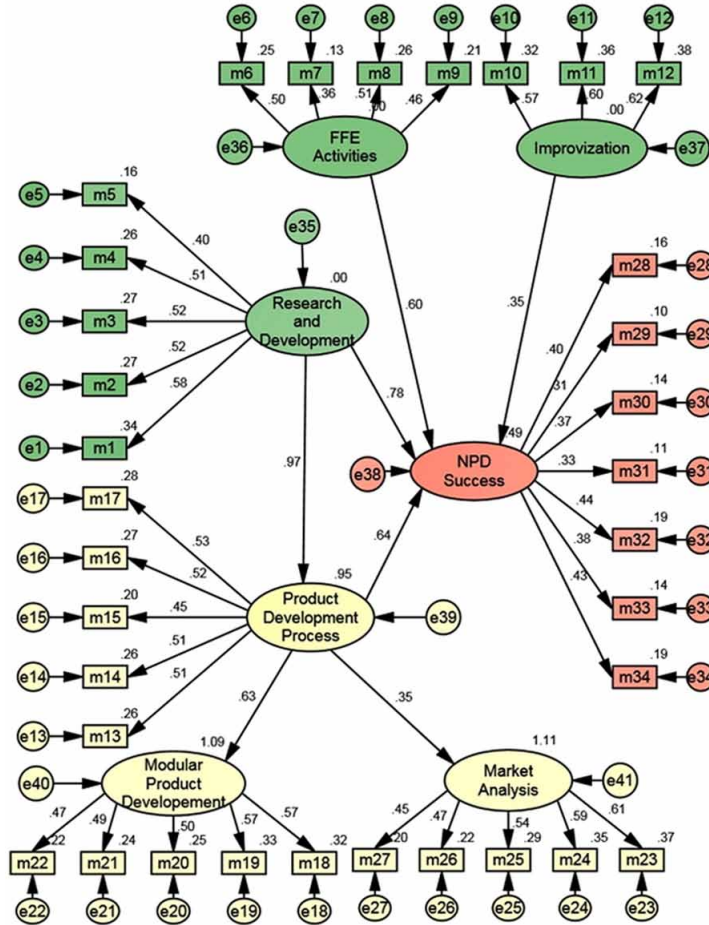 e6 e7 e8 e9 e10 e11 e12
.25 .13 .26 .21 .32 .36 .38
m6 m7 m8 m9 m10 m11 m12
.50 .36 .51 .00 .46 .57 .60 .00 .62
e36
FFE
Activities
Improvization
e37
e5 m5 .16
e35
.40
.00
e4 m4 .26
.51
Research
and
Development
e3 m3 .27
.52
e2 m2 .27
.52
e1 m1 .34
.58
.60
.35
.78
.97
.16
m28 e28
.40
.10
m29 e29
.31
.14
m30 e30
.37
.49
.11
m31 e31
.33
e38
NPD
Success
.19
m32 e32
.44
.14
m33 e33
.38
.19
m34 e34
.43
.64
e17 m17 .28
.53
e16 m16 .27
.52
e15 m15 .20
.45
e14 m14 .26
.51
e13 m13 .26
.51
.95
Product
Development
Process
e39
.63
.35
1.09
1.11
e40
Modular
Product
Developement
Market
Analysis
e41
.47 .49 .50 .57 .57
.45 .47 .54 .59 .61
.22 .24 .25 .33 .32
.20 .22 .29 .35 .37
m22 m21 m20 m19 m18
m27 m26 m25 m24 m23
e22 e21 e20 e19 e18
e27 e26 e25 e24 e23